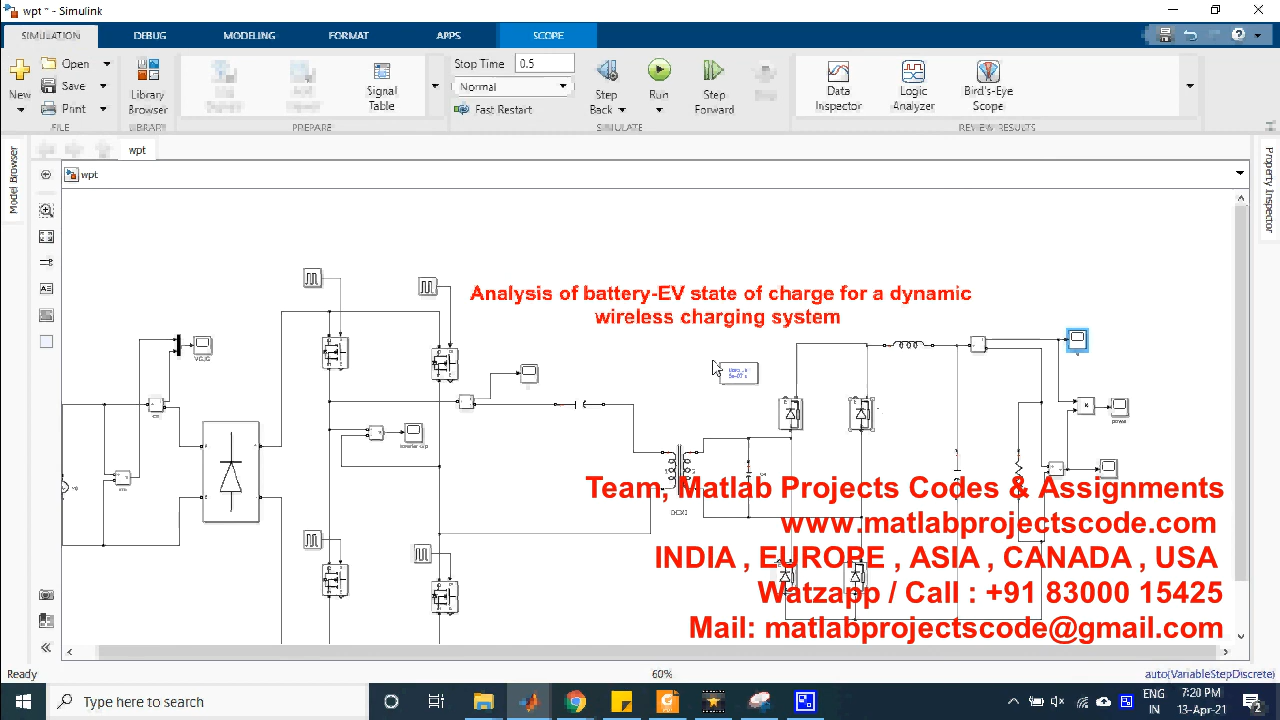 wpt * - Simulink
SIMULATION DEBUG MODELING FORMAT APPS SCOPE
New
Open
Save
Print
FILE
Library
Browser
LIBRARY
Signal
Table
PREPARE
Stop Time 0.5
Normal
Fast Restart
Step
Back
Run
Step
Forward
SIMULATE
Data
Inspector
Logic
Analyzer
Bird's-Eye
Scope
REVIEW RESULTS
Model Browser
wpt
wpt
Property Inspector
Analysis of battery-EV state of charge for a dynamic
wireless charging system
power
Team, Matlab Projects Codes & Assignments
www.matlabprojectscode.com
INDIA , EUROPE , ASIA , CANADA , USA
Watzapp / Call : +91 83000 15425
Mail: matlabprojectscode@gmail.com
Ready
60%
auto(VariableStepDiscrete)
Type here to search
ENG
IN
7:20 PM
13-Apr-21
2